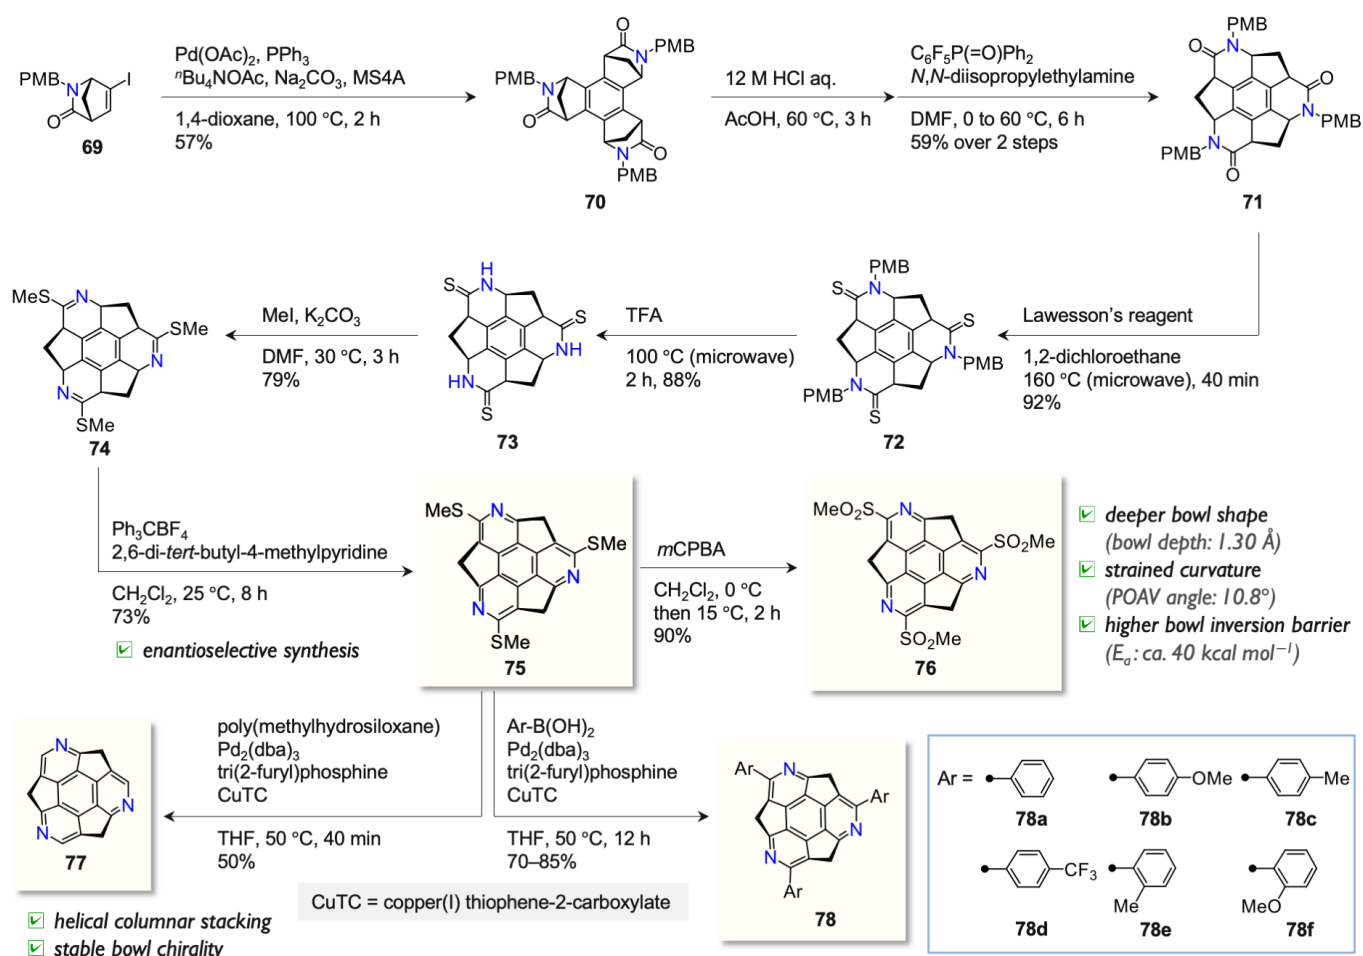 PMB
N
I
O
69
Pd(OAc)₂, PPh₃
ⁿBu₄NOAc, Na₂CO₃, MS4A
1,4-dioxane, 100 °C, 2 h
57%
O
N
PMB
PMB
N
O
O
N
PMB
70
12 M HCl aq.
AcOH, 60 °C, 3 h
C₆F₅P(=O)Ph₂
N,N-diisopropylethylamine
DMF, 0 to 60 °C, 6 h
59% over 2 steps
PMB
O
N
O
N
PMB
PMB
N
O
71
MeS
N
SMe
N
N
SMe
74
MeI, K₂CO₃
DMF, 30 °C, 3 h
79%
H
S
N
S
NH
HN
S
73
TFA
100 °C (microwave)
2 h, 88%
PMB
S
N
S
N
PMB
PMB
N
S
72
Lawesson's reagent
1,2-dichloroethane
160 °C (microwave), 40 min
92%
Ph₃CBF₄
2,6-di-tert-butyl-4-methylpyridine
CH₂Cl₂, 25 °C, 8 h
73%
enantioselective synthesis
MeS
N
SMe
N
N
SMe
75
mCPBA
CH₂Cl₂, 0 °C
then 15 °C, 2 h
90%
MeO₂S
N
SO₂Me
N
N
SO₂Me
76
deeper bowl shape
(bowl depth: 1.30 Å)
strained curvature
(POAV angle: 10.8°)
higher bowl inversion barrier
(Eₐ: ca. 40 kcal mol⁻¹)
N
N
N
77
helical columnar stacking
stable bowl chirality
poly(methylhydrosiloxane)
Pd₂(dba)₃
tri(2-furyl)phosphine
CuTC
THF, 50 °C, 40 min
50%
Ar-B(OH)₂
Pd₂(dba)₃
tri(2-furyl)phosphine
CuTC
THF, 50 °C, 12 h
70–85%
CuTC = copper(I) thiophene-2-carboxylate
Ar
N
Ar
N
N
Ar
78
Ar =
78a
OMe
78b
Me
78c
CF₃
78d
Me
78e
MeO
78f